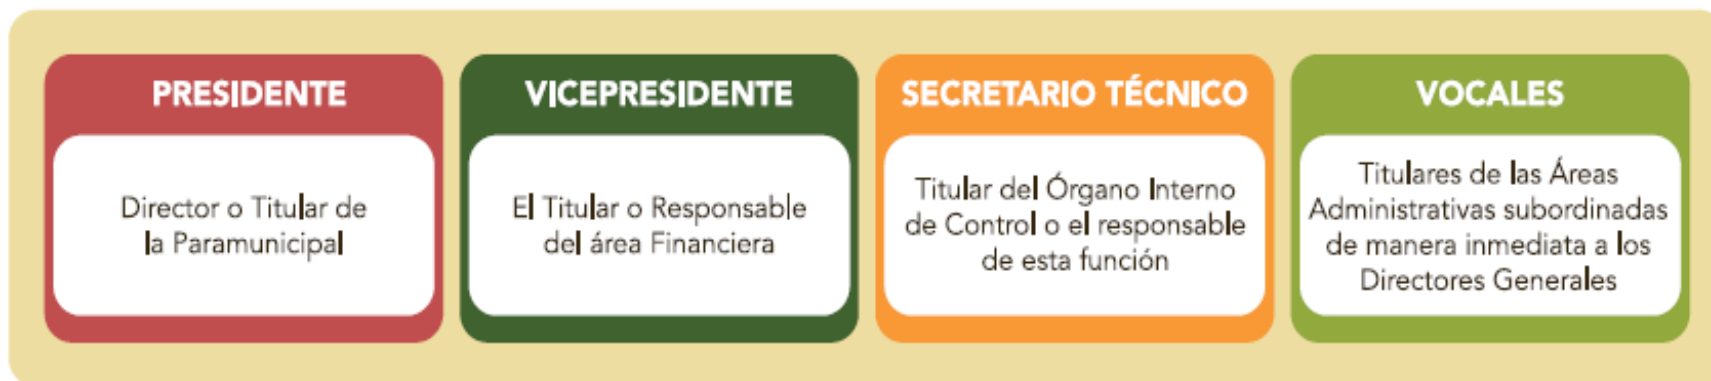 PRESIDENTE
Director o Titular de
la Paramunicipal
VICEPRESIDENTE
El Titular o Responsable
del área Financiera
SECRETARIO TÉCNICO
Titular del Órgano Interno
de Control o el responsable
de esta función
VOCALES
Titulares de las Áreas
Administrativas subordinadas
de manera inmediata a los
Directores Generales